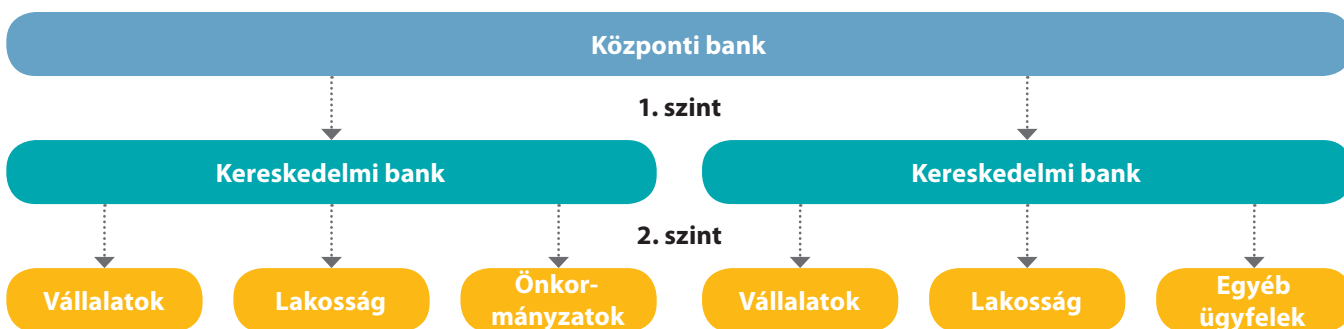 Központi bank
1. szint
Kereskedelmi bank
Kereskedelmi bank
2. szint
Vállalatok
Lakosság
Önkor-
mányzatok
Vállalatok
Lakosság
Egyéb
ügyfelek